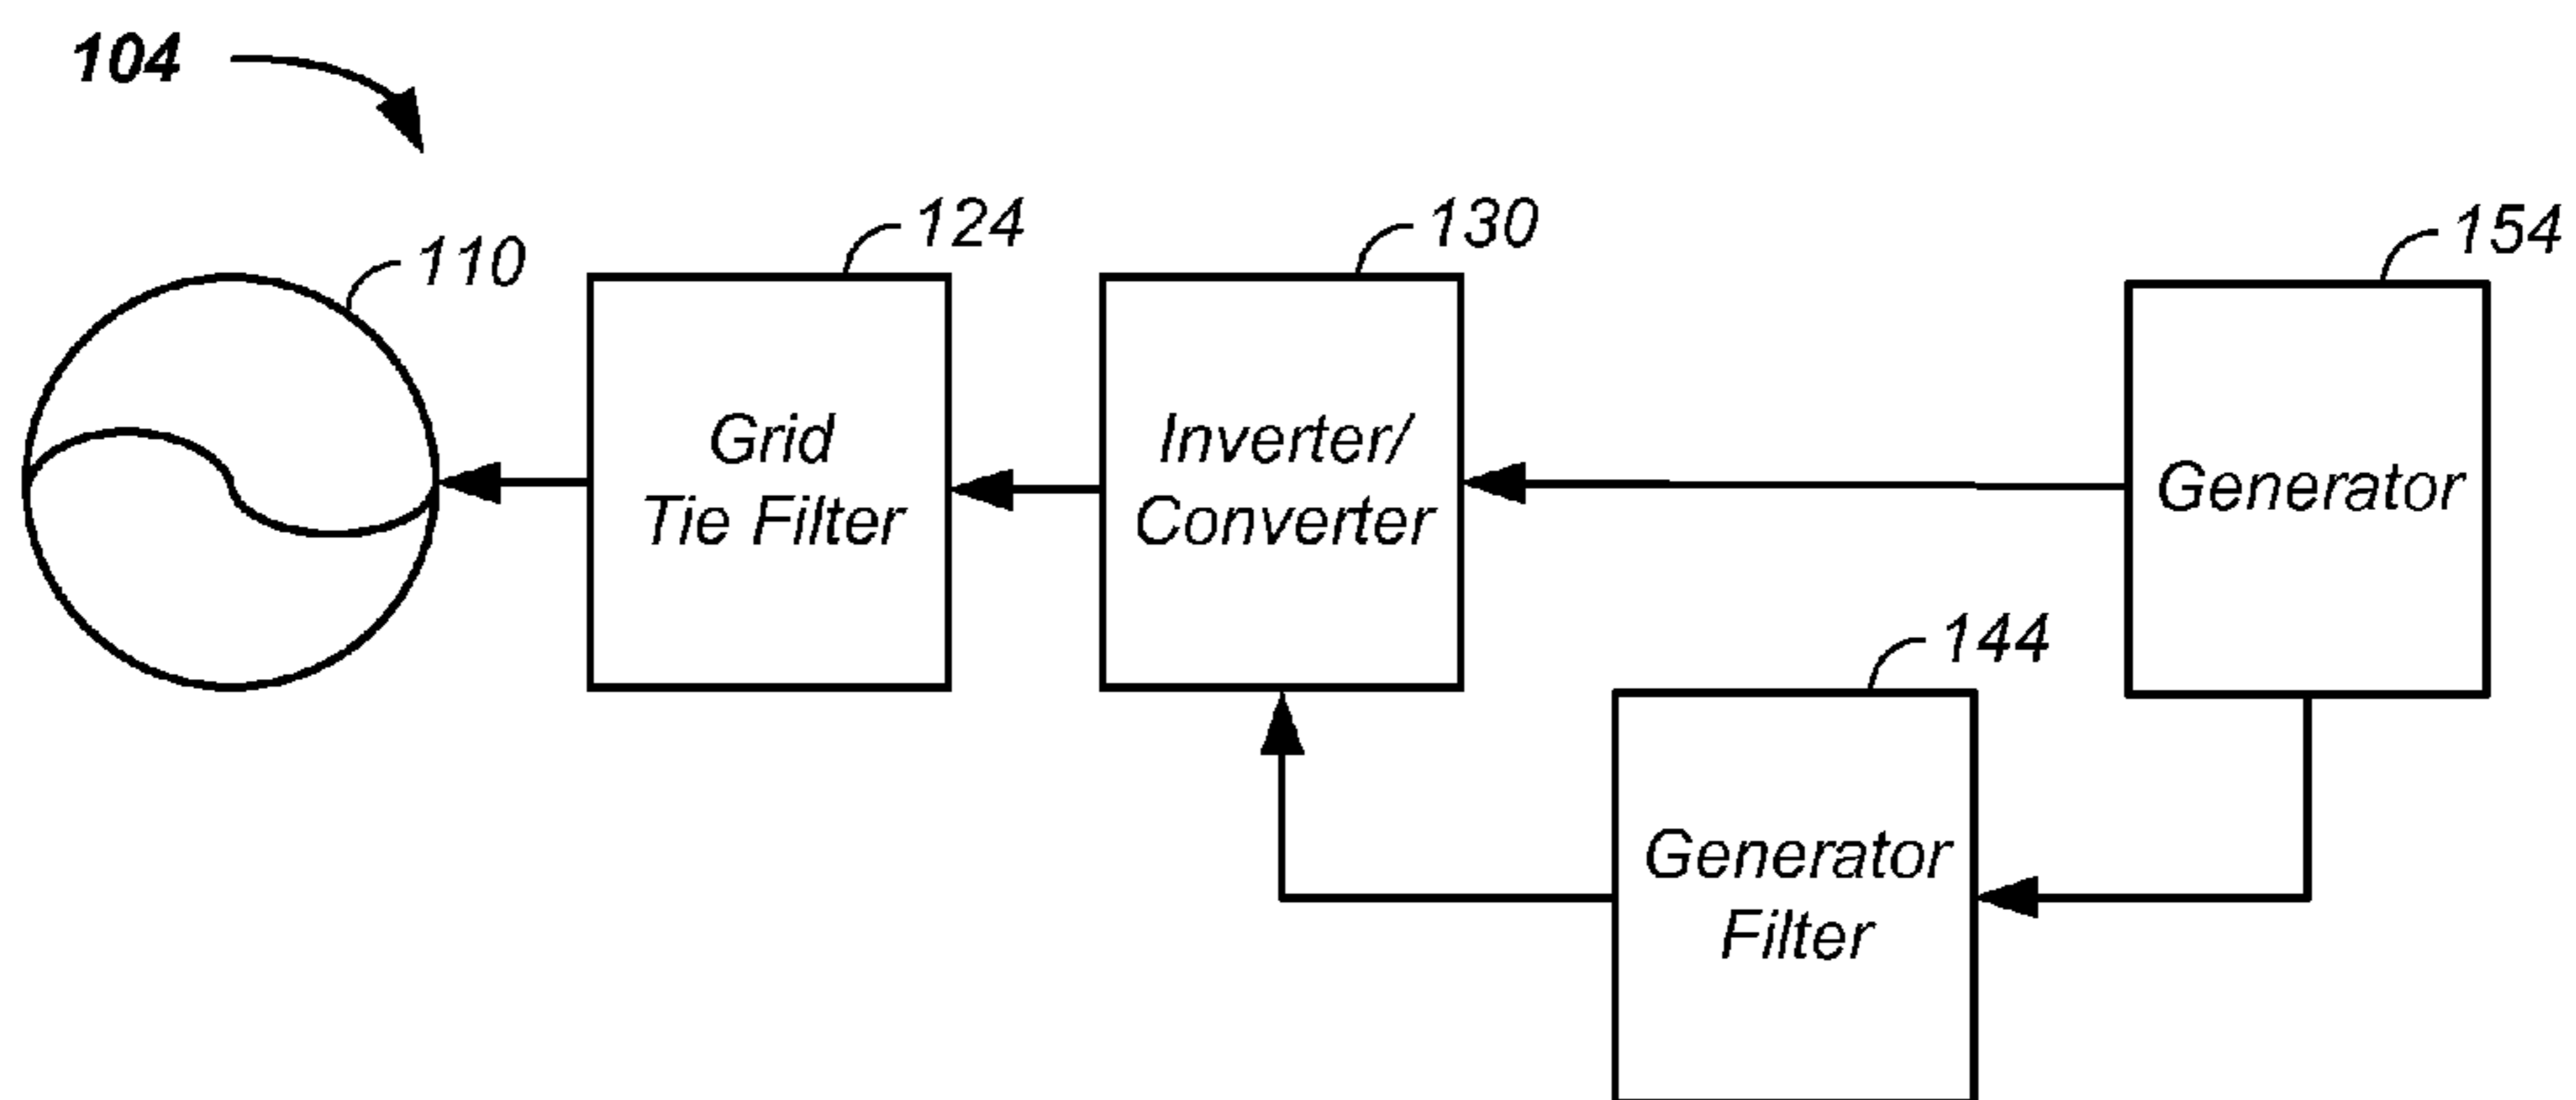 104
110
124
130
154
Grid
Tie Filter
Inverter/
Converter
Generator
144
Generator
Filter